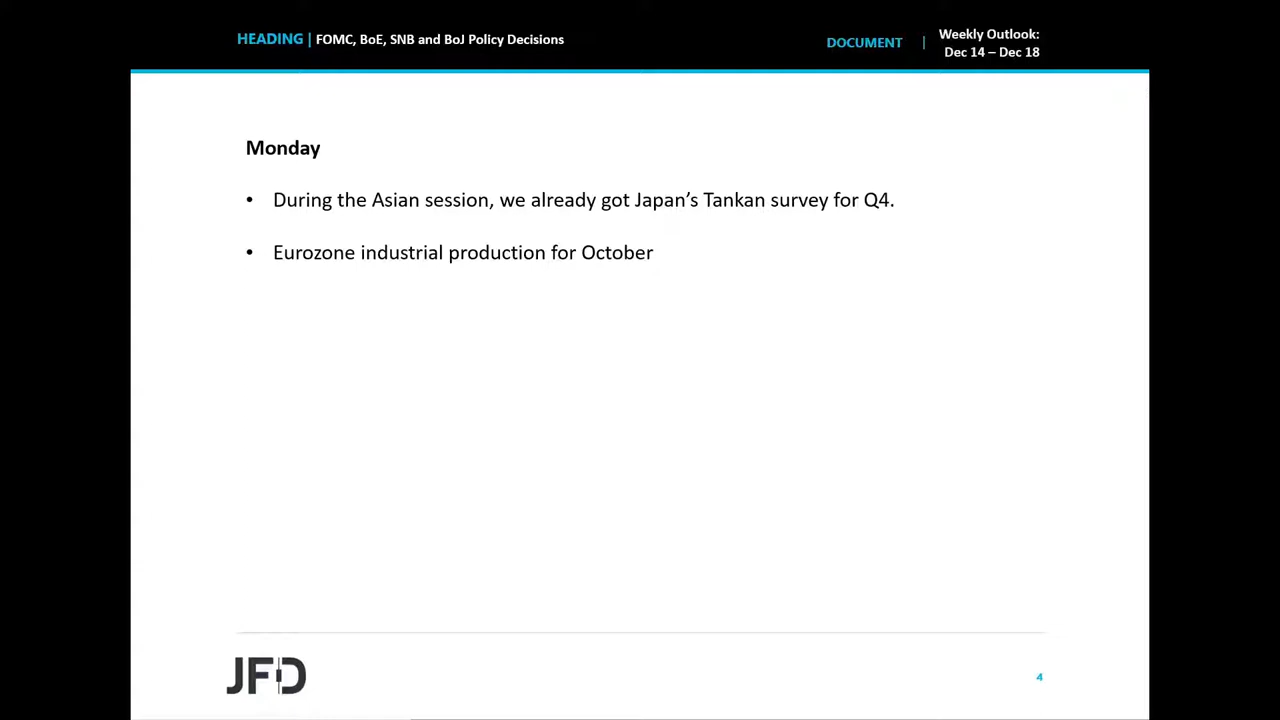 HEADING | FOMC, BoE, SNB and BoJ Policy Decisions
DOCUMENT | Weekly Outlook:
Dec 14 – Dec 18
Monday
• During the Asian session, we already got Japan’s Tankan survey for Q4.
• Eurozone industrial production for October
JFD
4